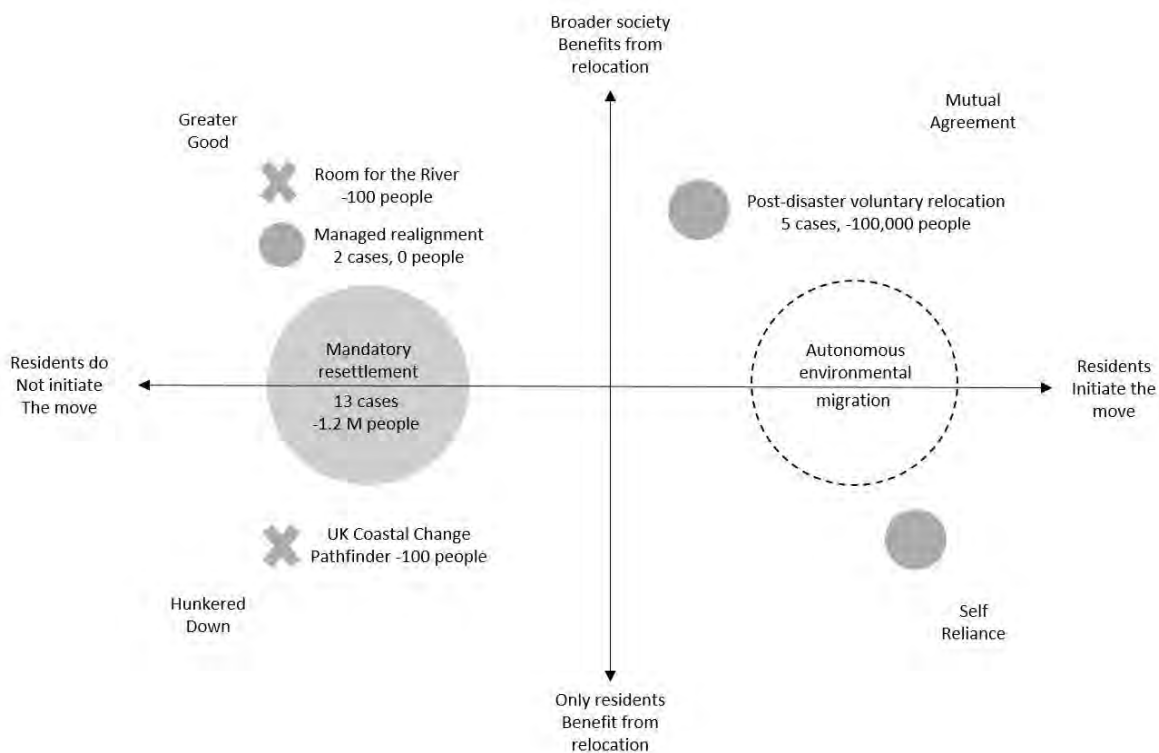 Broader society
Benefits from
relocation
Greater
Good
Mutual
Agreement
Room for the River
-100 people
Post-disaster voluntary relocation
5 cases, -100,000 people
Managed realignment
2 cases, 0 people
Residents do
Not initiate
The move
Mandatory
resettlement
13 cases
-1.2 M people
Autonomous
environmental
migration
Residents
Initiate the
move
UK Coastal Change
Pathfinder -100 people
Hunkered
Down
Self
Reliance
Only residents
Benefit from
relocation